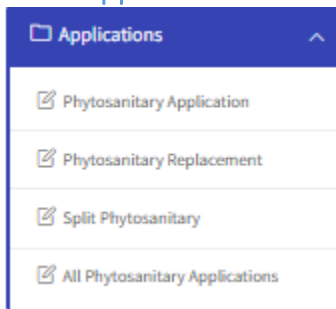 Applications
Phytosanitary Application
Phytosanitary Replacement
Split Phytosanitary
All Phytosanitary Applications